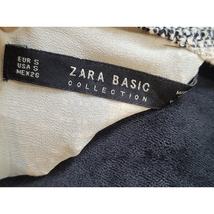 EUR S
USA S
MEX 26
ZARA BASIC
COLLECTION